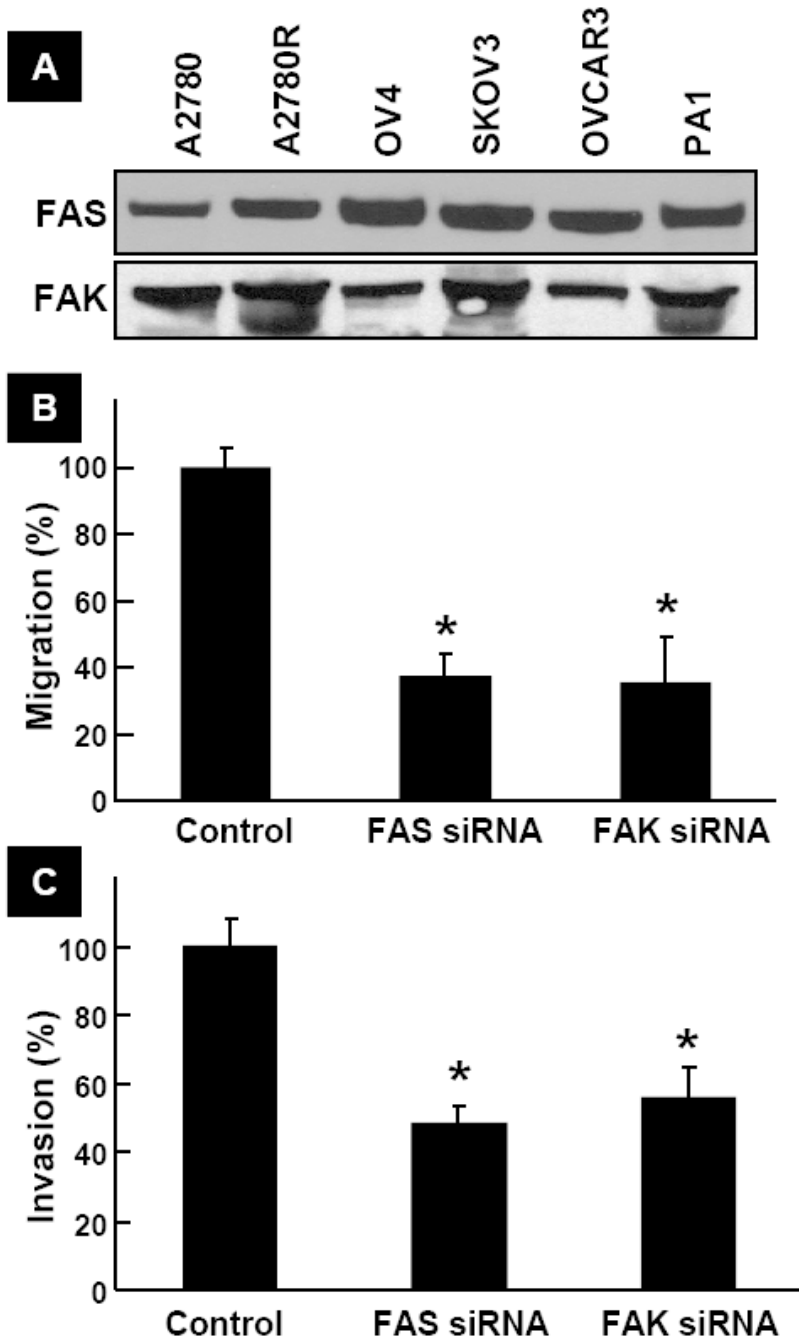 A
A2780
A2780R
OV4
SKOV3
OVCAR3
PA1
FAS
FAK
B
Migration (%)
100
80
60
40
20
0
*
*
Control
FAS siRNA
FAK siRNA
C
Invasion (%)
100
80
60
40
20
0
*
*
Control
FAS siRNA
FAK siRNA